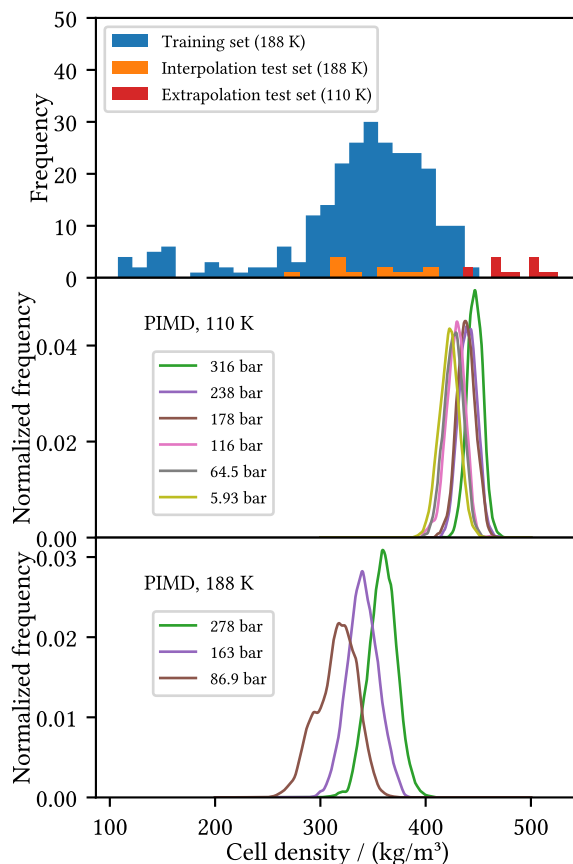 50
40
30
20
10
0
Frequency
Training set (188 K)
Interpolation test set (188 K)
Extrapolation test set (110 K)
0.04
0.02
0.00
Normalized frequency
PIMD, 110 K
316 bar
238 bar
178 bar
116 bar
64.5 bar
5.93 bar
0.03
0.02
0.01
0.00
Normalized frequency
PIMD, 188 K
278 bar
163 bar
86.9 bar
100 200 300 400 500
Cell density / (kg/m³)